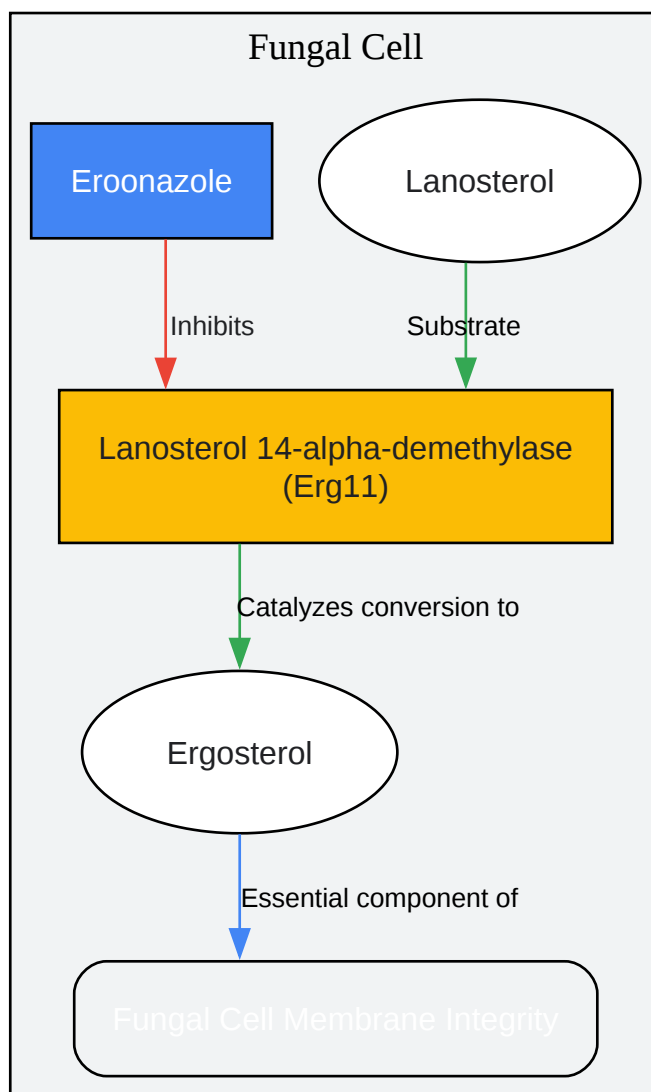 Fungal Cell
Eroonazole
Lanosterol
Inhibits
Substrate
Lanosterol 14-alpha-demethylase
(Erg11)
Catalyzes conversion to
Ergosterol
Essential component of
Fungal Cell Membrane Integrity